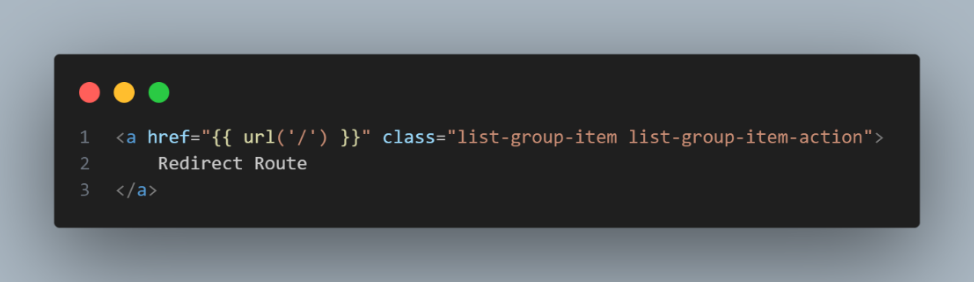 1 <a href="{{ url('/') }}" class="list-group-item list-group-item-action">
2     Redirect Route
3 </a>